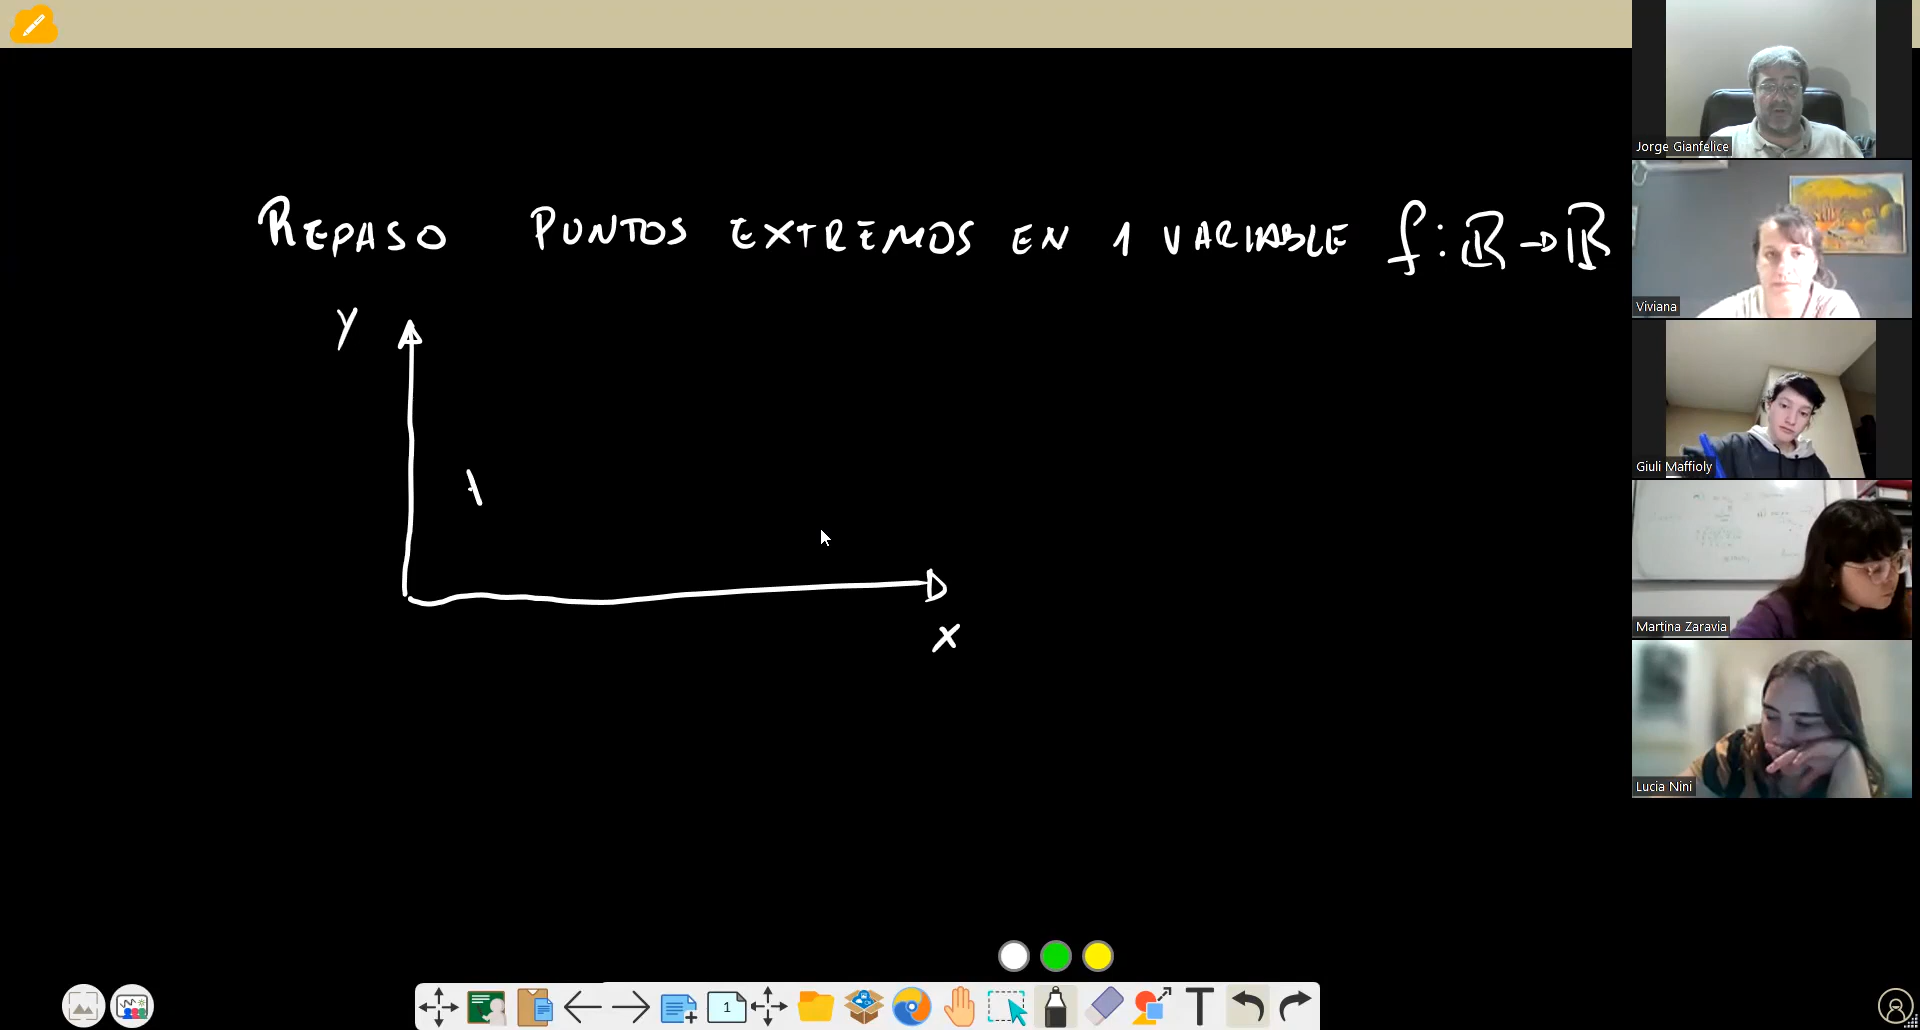 REPASO PUNTOS EXTREMOS EN 1 VARIABLE f: ℝ → ℝ
y
x
Jorge Gianfelice
Viviana
Giuli Maffioly
Martina Zaravia
Lucia Nini
1
T